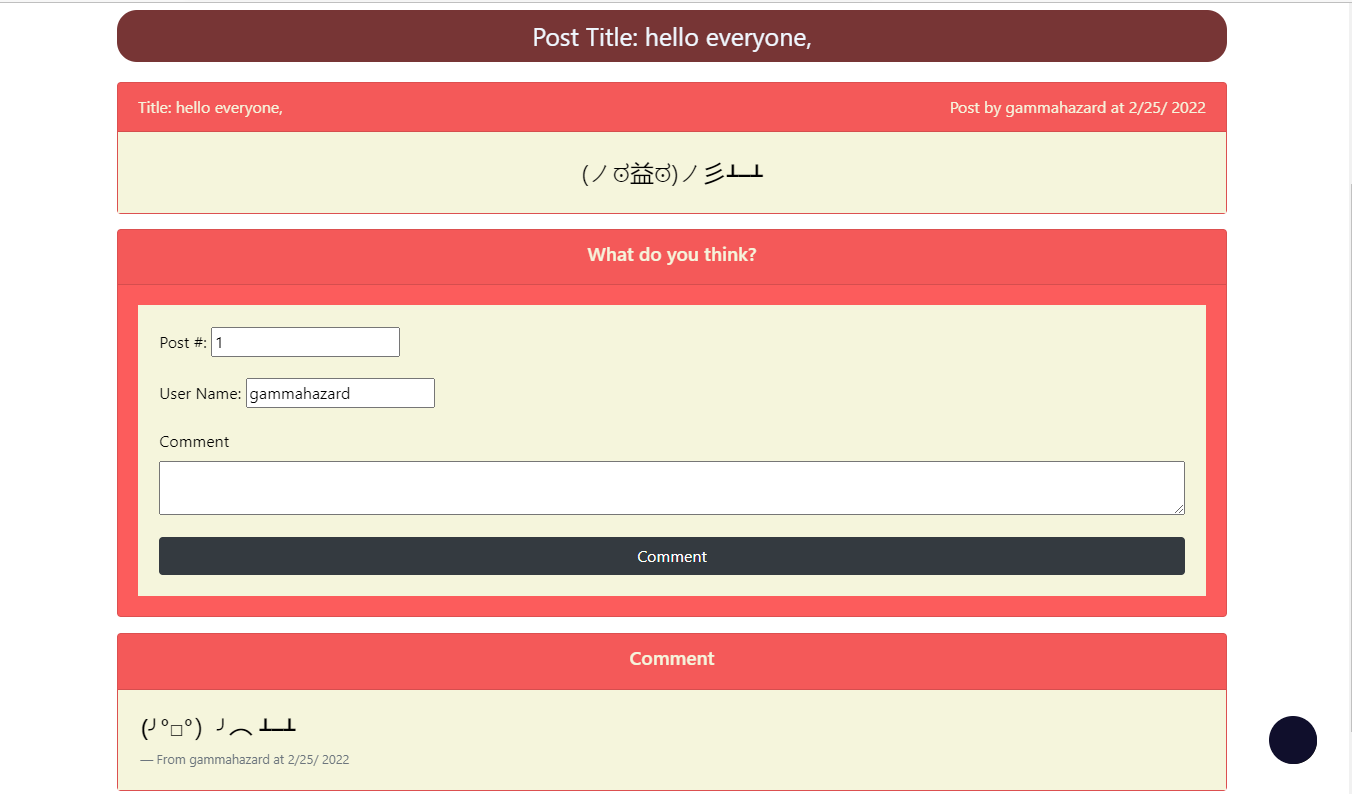 Post Title: hello everyone,
Title: hello everyone,
Post by gammahazard at 2/25/ 2022
(ノಠ益ಠ)ノ彡┻━┻
What do you think?
Post #: 1
User Name: gammahazard
Comment
Comment
Comment
(╯°□°) ╯︵ ┻━┻
— From gammahazard at 2/25/ 2022